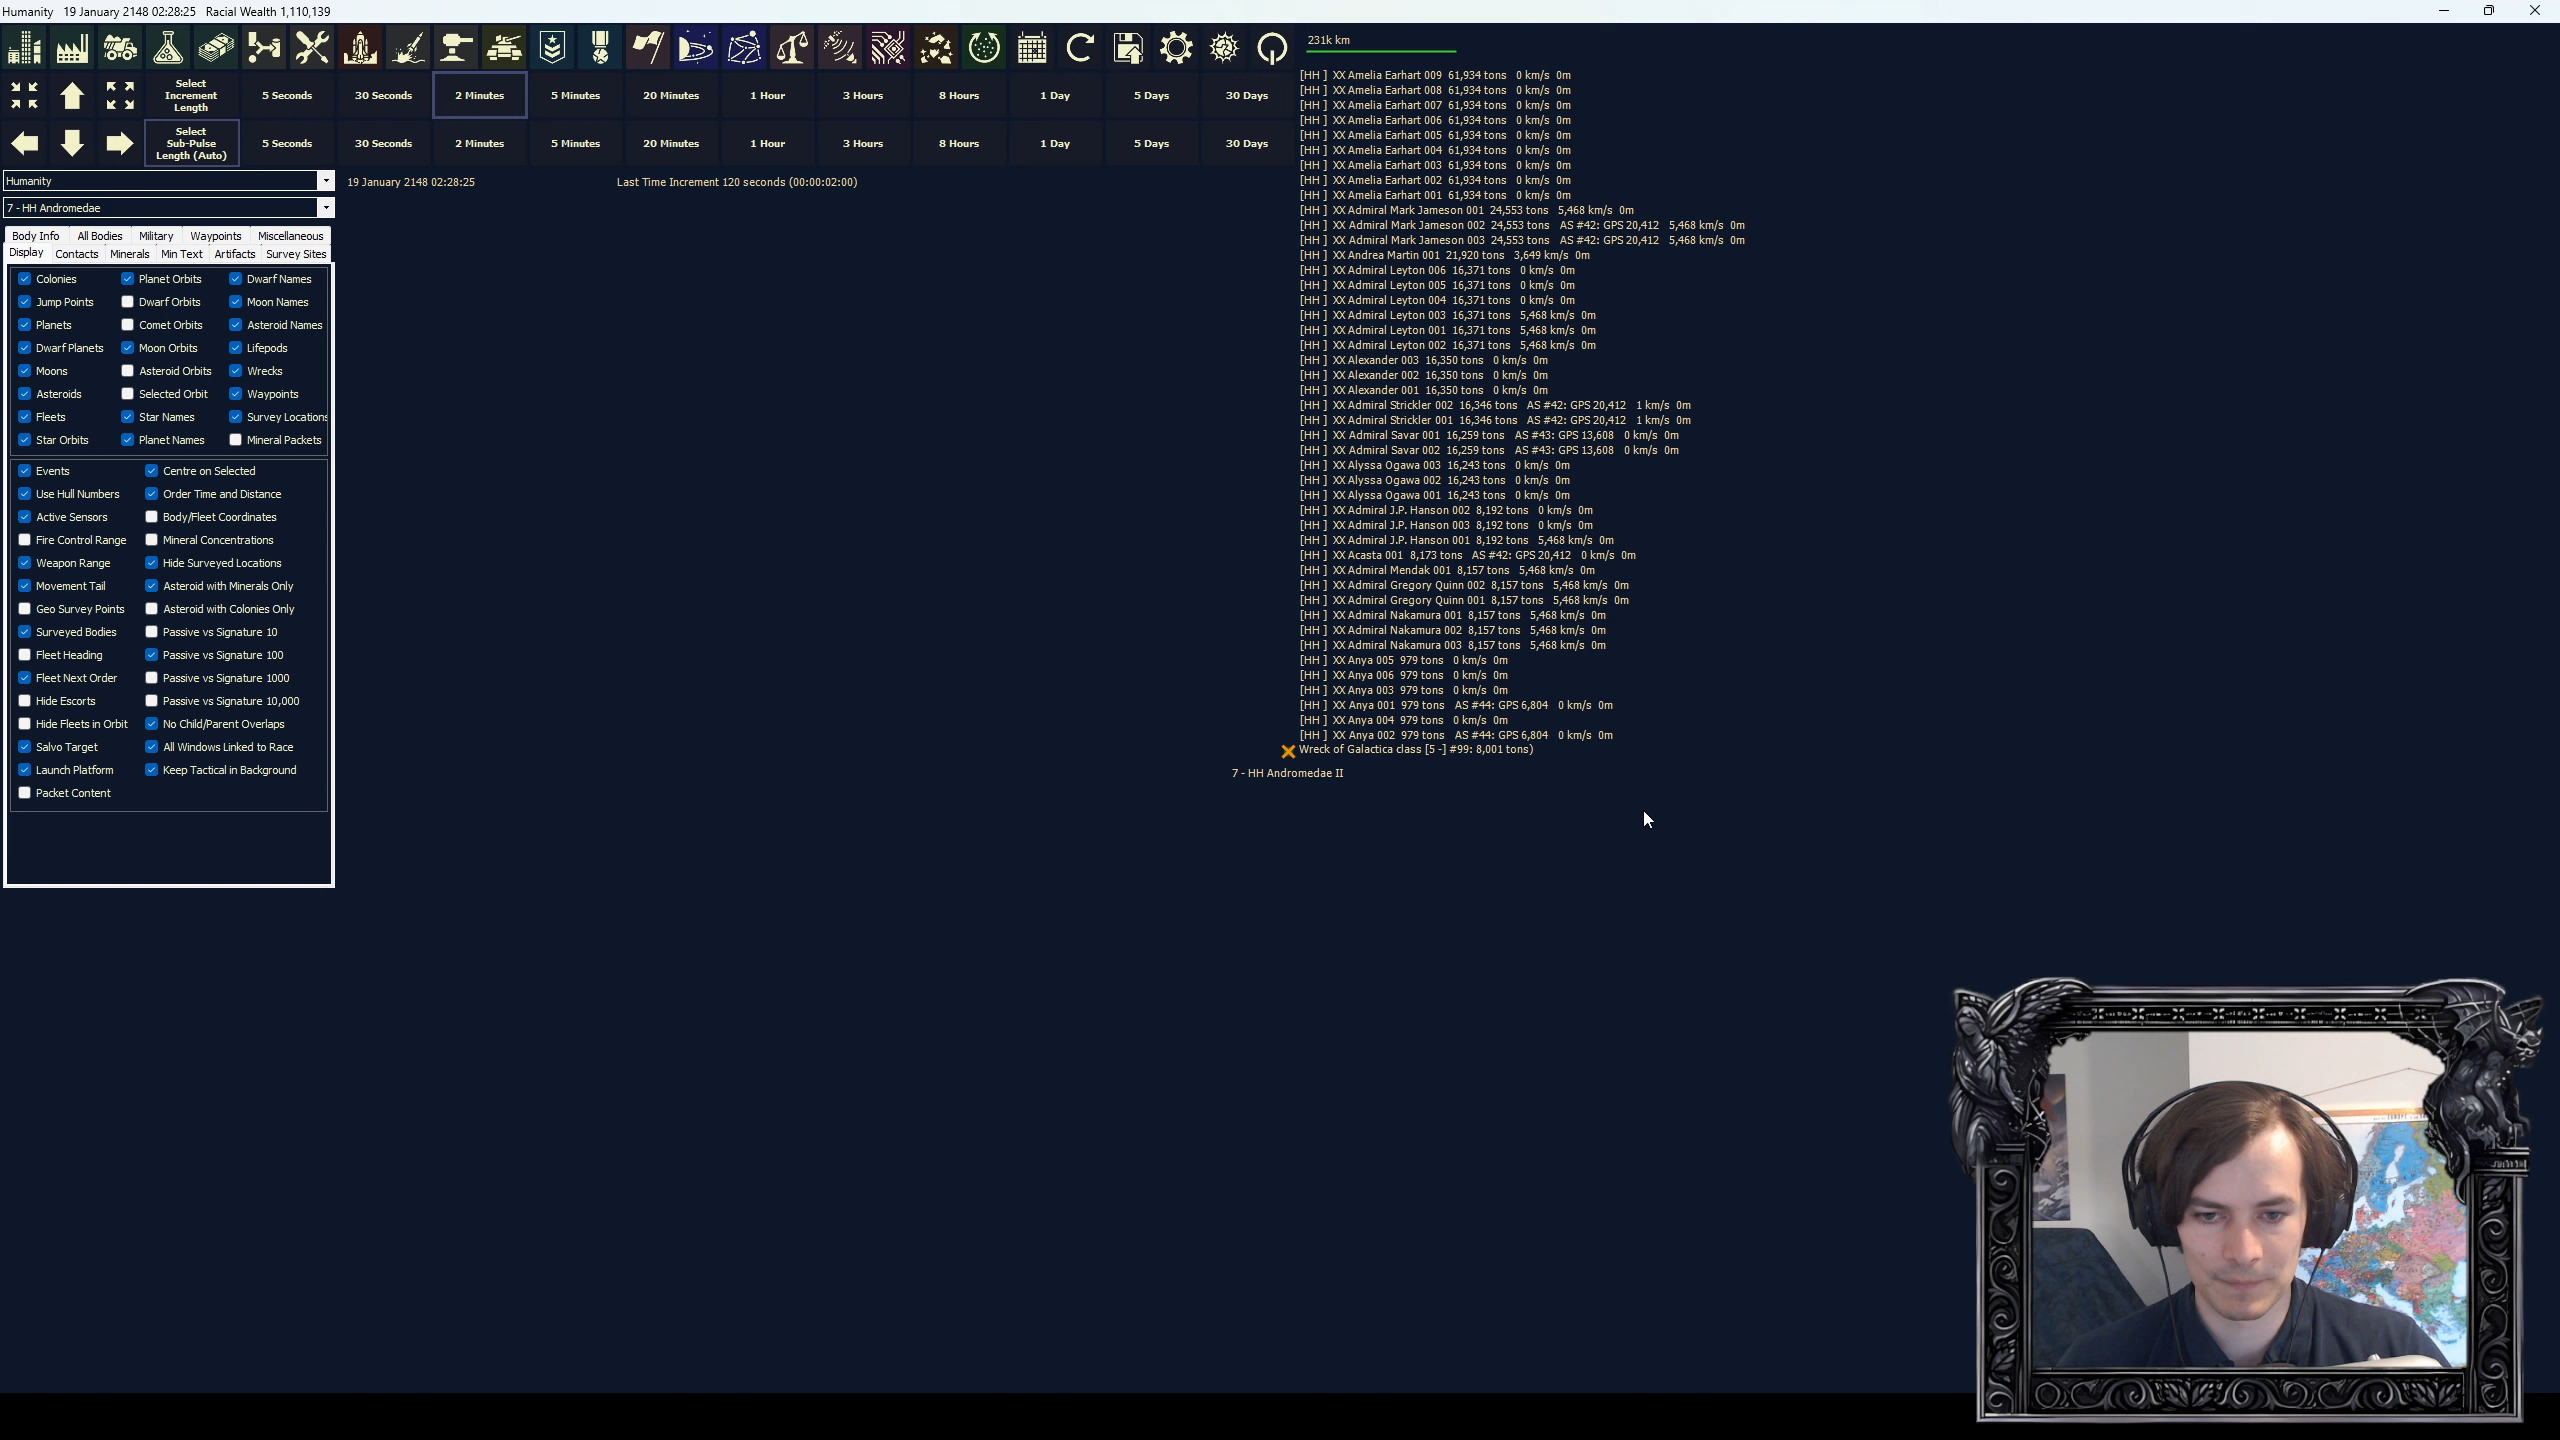 Humanity 19 January 2148 02:28:25 Racial Wealth 1,110,139
231k km
Select Increment Length
5 Seconds 30 Seconds 2 Minutes 5 Minutes 20 Minutes 1 Hour 3 Hours 8 Hours 1 Day 5 Days 30 Days
Select Sub-Pulse Length (Auto)
5 Seconds 30 Seconds 2 Minutes 5 Minutes 20 Minutes 1 Hour 3 Hours 8 Hours 1 Day 5 Days 30 Days
Humanity
19 January 2148 02:28:25 Last Time Increment 120 seconds (00:00:02:00)
7 - HH Andromedae
Body Info All Bodies Military Waypoints Miscellaneous
Display Contacts Minerals Min Text Artifacts Survey Sites
Colonies Planet Orbits Dwarf Names
Jump Points Dwarf Orbits Moon Names
Planets Comet Orbits Asteroid Names
Dwarf Planets Moon Orbits Lifepods
Moons Asteroid Orbits Wrecks
Asteroids Selected Orbit Waypoints
Fleets Star Names Survey Locations
Star Orbits Planet Names Mineral Packets
Events Centre on Selected
Use Hull Numbers Order Time and Distance
Active Sensors Body/Fleet Coordinates
Fire Control Range Mineral Concentrations
Weapon Range Hide Surveyed Locations
Movement Tail Asteroid with Minerals Only
Geo Survey Points Asteroid with Colonies Only
Surveyed Bodies Passive vs Signature 10
Fleet Heading Passive vs Signature 100
Fleet Next Order Passive vs Signature 1000
Hide Escorts Passive vs Signature 10,000
Hide Fleets in Orbit No Child/Parent Overlaps
Salvo Target All Windows Linked to Race
Launch Platform Keep Tactical in Background
Packet Content
[HH ] XX Amelia Earhart 009 61,934 tons 0 km/s 0m
[HH ] XX Amelia Earhart 008 61,934 tons 0 km/s 0m
[HH ] XX Amelia Earhart 007 61,934 tons 0 km/s 0m
[HH ] XX Amelia Earhart 006 61,934 tons 0 km/s 0m
[HH ] XX Amelia Earhart 005 61,934 tons 0 km/s 0m
[HH ] XX Amelia Earhart 004 61,934 tons 0 km/s 0m
[HH ] XX Amelia Earhart 003 61,934 tons 0 km/s 0m
[HH ] XX Amelia Earhart 002 61,934 tons 0 km/s 0m
[HH ] XX Amelia Earhart 001 61,934 tons 0 km/s 0m
[HH ] XX Admiral Mark Jameson 001 24,553 tons 5,468 km/s 0m
[HH ] XX Admiral Mark Jameson 002 24,553 tons AS #42: GPS 20,412 5,468 km/s 0m
[HH ] XX Admiral Mark Jameson 003 24,553 tons AS #42: GPS 20,412 5,468 km/s 0m
[HH ] XX Andrea Martin 001 21,920 tons 3,649 km/s 0m
[HH ] XX Admiral Leyton 006 16,371 tons 0 km/s 0m
[HH ] XX Admiral Leyton 005 16,371 tons 0 km/s 0m
[HH ] XX Admiral Leyton 004 16,371 tons 0 km/s 0m
[HH ] XX Admiral Leyton 003 16,371 tons 5,468 km/s 0m
[HH ] XX Admiral Leyton 001 16,371 tons 5,468 km/s 0m
[HH ] XX Admiral Leyton 002 16,371 tons 5,468 km/s 0m
[HH ] XX Alexander 003 16,350 tons 0 km/s 0m
[HH ] XX Alexander 002 16,350 tons 0 km/s 0m
[HH ] XX Alexander 001 16,350 tons 0 km/s 0m
[HH ] XX Admiral Strickler 002 16,346 tons AS #42: GPS 20,412 1 km/s 0m
[HH ] XX Admiral Strickler 001 16,346 tons AS #42: GPS 20,412 1 km/s 0m
[HH ] XX Admiral Savar 001 16,259 tons AS #43: GPS 13,608 0 km/s 0m
[HH ] XX Admiral Savar 002 16,259 tons AS #43: GPS 13,608 0 km/s 0m
[HH ] XX Alyssa Ogawa 003 16,243 tons 0 km/s 0m
[HH ] XX Alyssa Ogawa 002 16,243 tons 0 km/s 0m
[HH ] XX Alyssa Ogawa 001 16,243 tons 0 km/s 0m
[HH ] XX Admiral J.P. Hanson 002 8,192 tons 0 km/s 0m
[HH ] XX Admiral J.P. Hanson 003 8,192 tons 0 km/s 0m
[HH ] XX Admiral J.P. Hanson 001 8,192 tons 5,468 km/s 0m
[HH ] XX Acasta 001 8,173 tons AS #42: GPS 20,412 0 km/s 0m
[HH ] XX Admiral Mendak 001 8,157 tons 5,468 km/s 0m
[HH ] XX Admiral Gregory Quinn 002 8,157 tons 5,468 km/s 0m
[HH ] XX Admiral Gregory Quinn 001 8,157 tons 5,468 km/s 0m
[HH ] XX Admiral Nakamura 001 8,157 tons 5,468 km/s 0m
[HH ] XX Admiral Nakamura 002 8,157 tons 5,468 km/s 0m
[HH ] XX Admiral Nakamura 003 8,157 tons 5,468 km/s 0m
[HH ] XX Anya 005 979 tons 0 km/s 0m
[HH ] XX Anya 006 979 tons 0 km/s 0m
[HH ] XX Anya 003 979 tons 0 km/s 0m
[HH ] XX Anya 001 979 tons AS #44: GPS 6,804 0 km/s 0m
[HH ] XX Anya 004 979 tons 0 km/s 0m
[HH ] XX Anya 002 979 tons AS #44: GPS 6,804 0 km/s 0m
Wreck of Galactica class [5 -] #99: 8,001 tons)
7 - HH Andromedae II